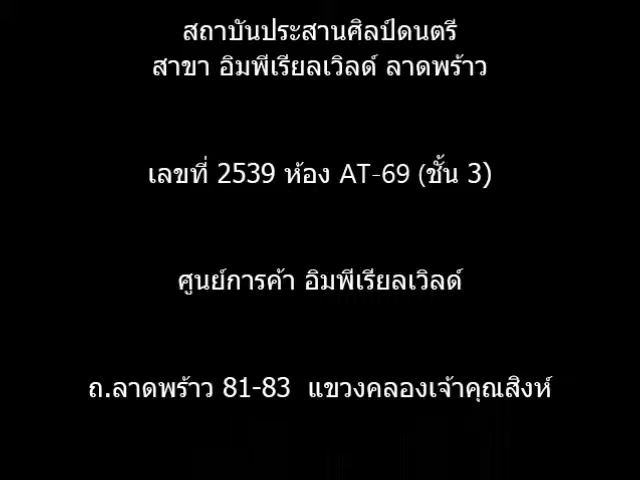 สถาบันประสานศิลป์ดนตรี
สาขา อิมพีเรียลเวิลด์ ลาดพร้าว
เลขที่ 2539 ห้อง AT-69 (ชั้น 3)
ศูนย์การค้า อิมพีเรียลเวิลด์
ถ.ลาดพร้าว 81-83 แขวงคลองเจ้าคุณสิงห์